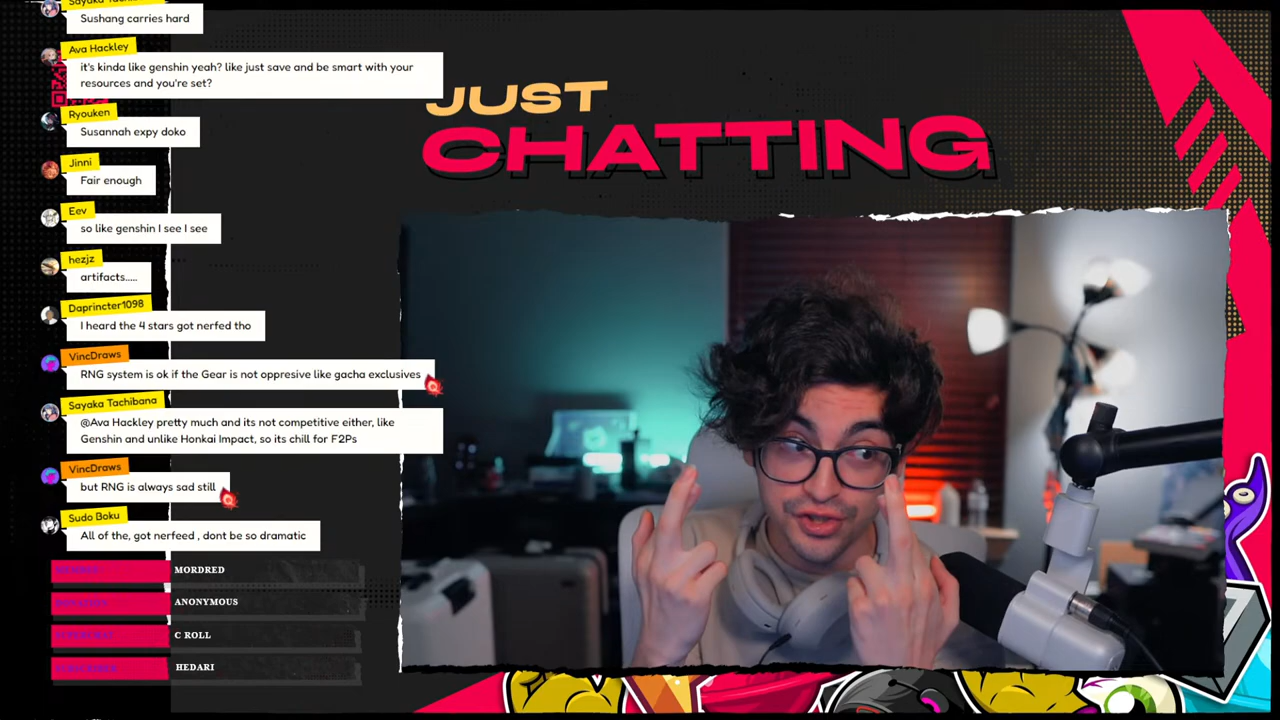 Sushang carries hard
Ava Hackley
it's kinda like genshin yeah? like just save and be smart with your
resources and you're set?
Ryouken
Susannah expy doko
Jinni
Fair enough
Eev
so like genshin I see I see
hezjz
artifacts.....
Daprincter1098
I heard the 4 stars got nerfed tho
VincDraws
RNG system is ok if the Gear is not oppresive like gacha exclusives
Sayaka Tachibana
@Ava Hackley pretty much and its not competitive either, like
Genshin and unlike Honkai Impact, so its chill for F2Ps
VincDraws
but RNG is always sad still
Sudo Boku
All of the, got nerfeed , dont be so dramatic
MORDRED
ANONYMOUS
C ROLL
HEDARI
JUST
CHATTING